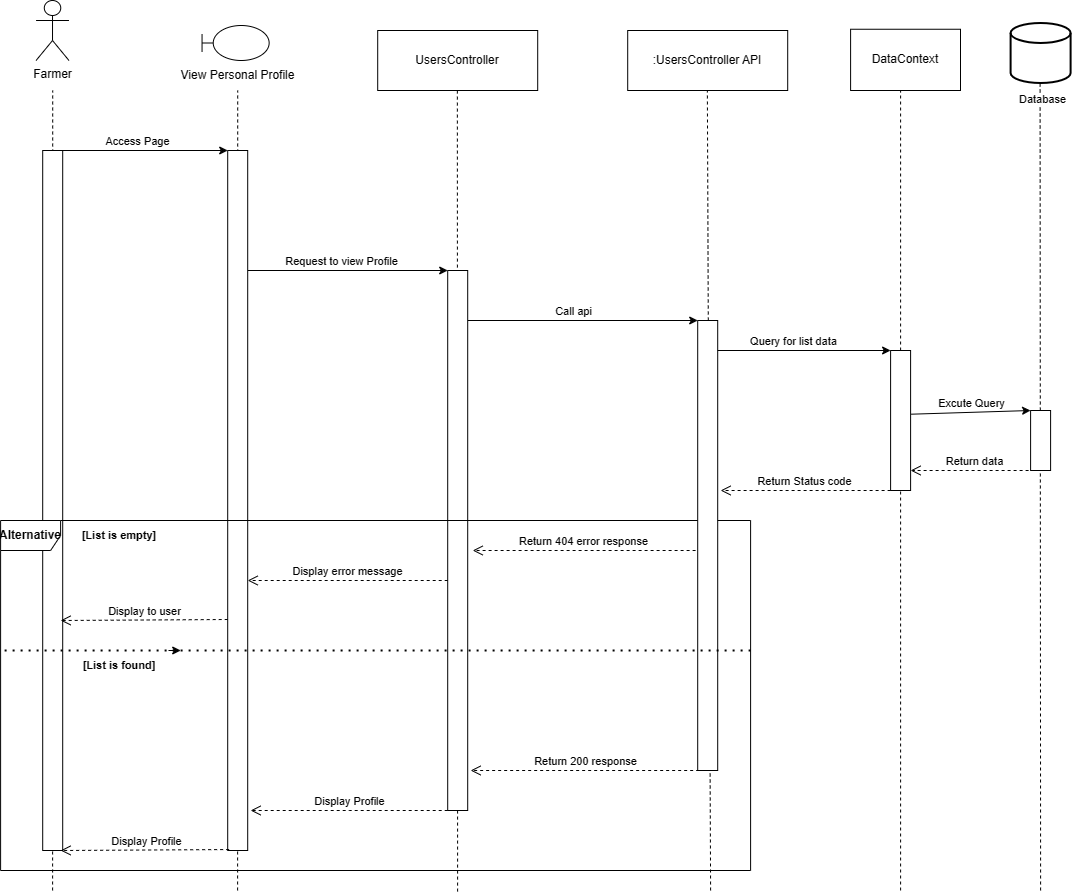 Farmer
View Personal Profile
UsersController
:UsersController API
DataContext
Database
Access Page
Request to view Profile
Call api
Query for list data
Excute Query
Return data
Return Status code
Alternative
[List is empty]
Return 404 error response
Display error message
Display to user
[List is found]
Return 200 response
Display Profile
Display Profile